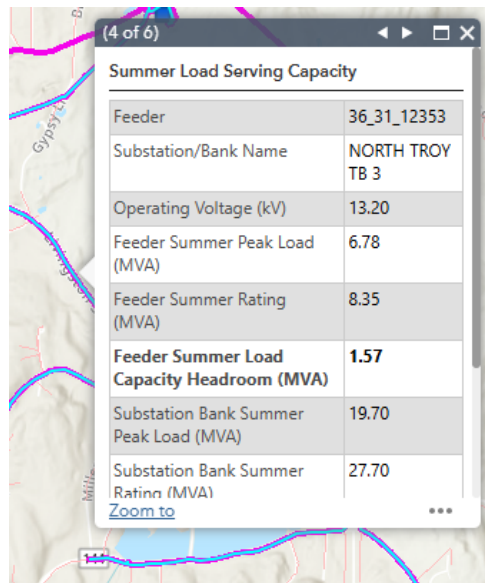 (4 of 6)
Summer Load Serving Capacity
Feeder 36_31_12353
Substation/Bank Name NORTH TROY
TB 3
Operating Voltage (kV) 13.20
Feeder Summer Peak Load 6.78
(MVA)
Feeder Summer Rating 8.35
(MVA)
Feeder Summer Load 1.57
Capacity Headroom (MVA)
Substation Bank Summer 19.70
Peak Load (MVA)
Substation Bank Summer 27.70
Rating (MVA)
Zoom to
Gypsy